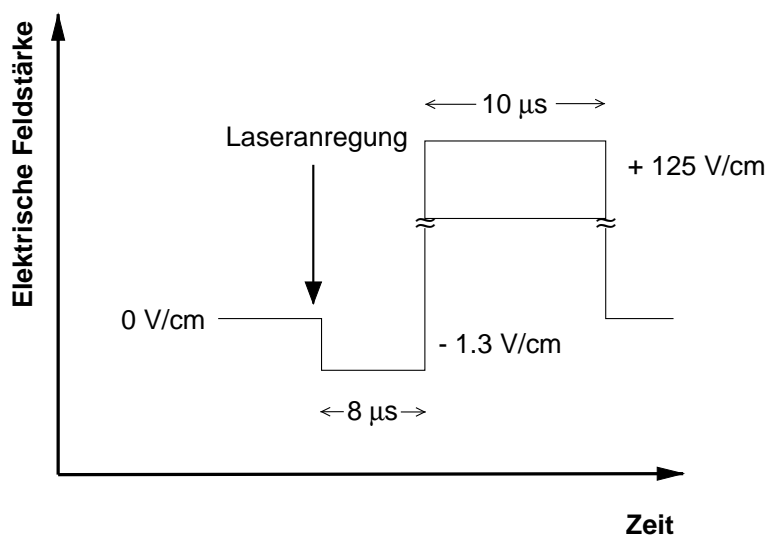 Elektrische Feldstärke
10 μs
Laseranregung
+ 125 V/cm
0 V/cm
- 1.3 V/cm
8 μs
Zeit